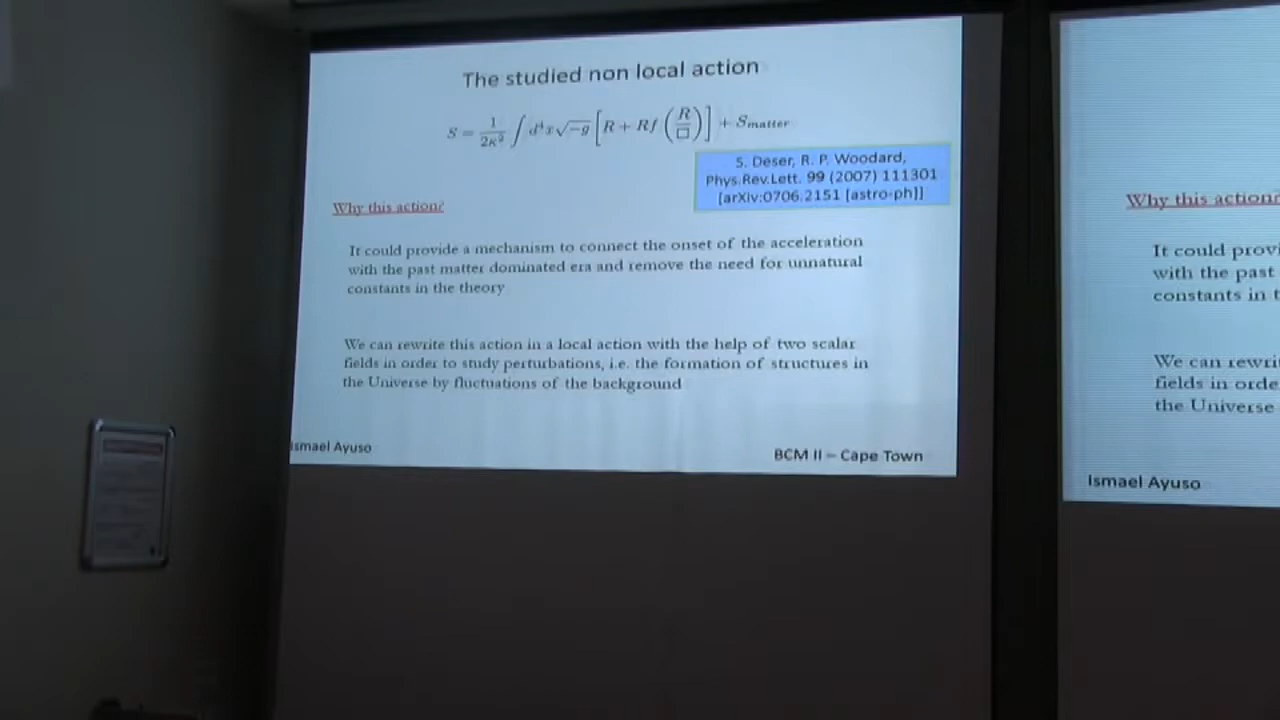 The studied non local action
S = \frac{1}{2κ²} ∫ d⁴x √−g [R + Rf (\frac{R}{□})] + S_{matter}
S. Deser, R. P. Woodard,
Phys.Rev.Lett. 99 (2007) 111301
[arXiv:0706.2151 [astro-ph]]
Why this action?
It could provide a mechanism to connect the onset of the acceleration
with the past matter dominated era and remove the need for unnatural
constants in the theory
We can rewrite this action in a local action with the help of two scalar
fields in order to study perturbations, i.e. the formation of structures in
the Universe by fluctuations of the background
Ismael Ayuso
BCM II – Cape Town
Why this action?
It could provi
with the past
constants in t
We can rewri
fields in orde
the Universe
Ismael Ayuso